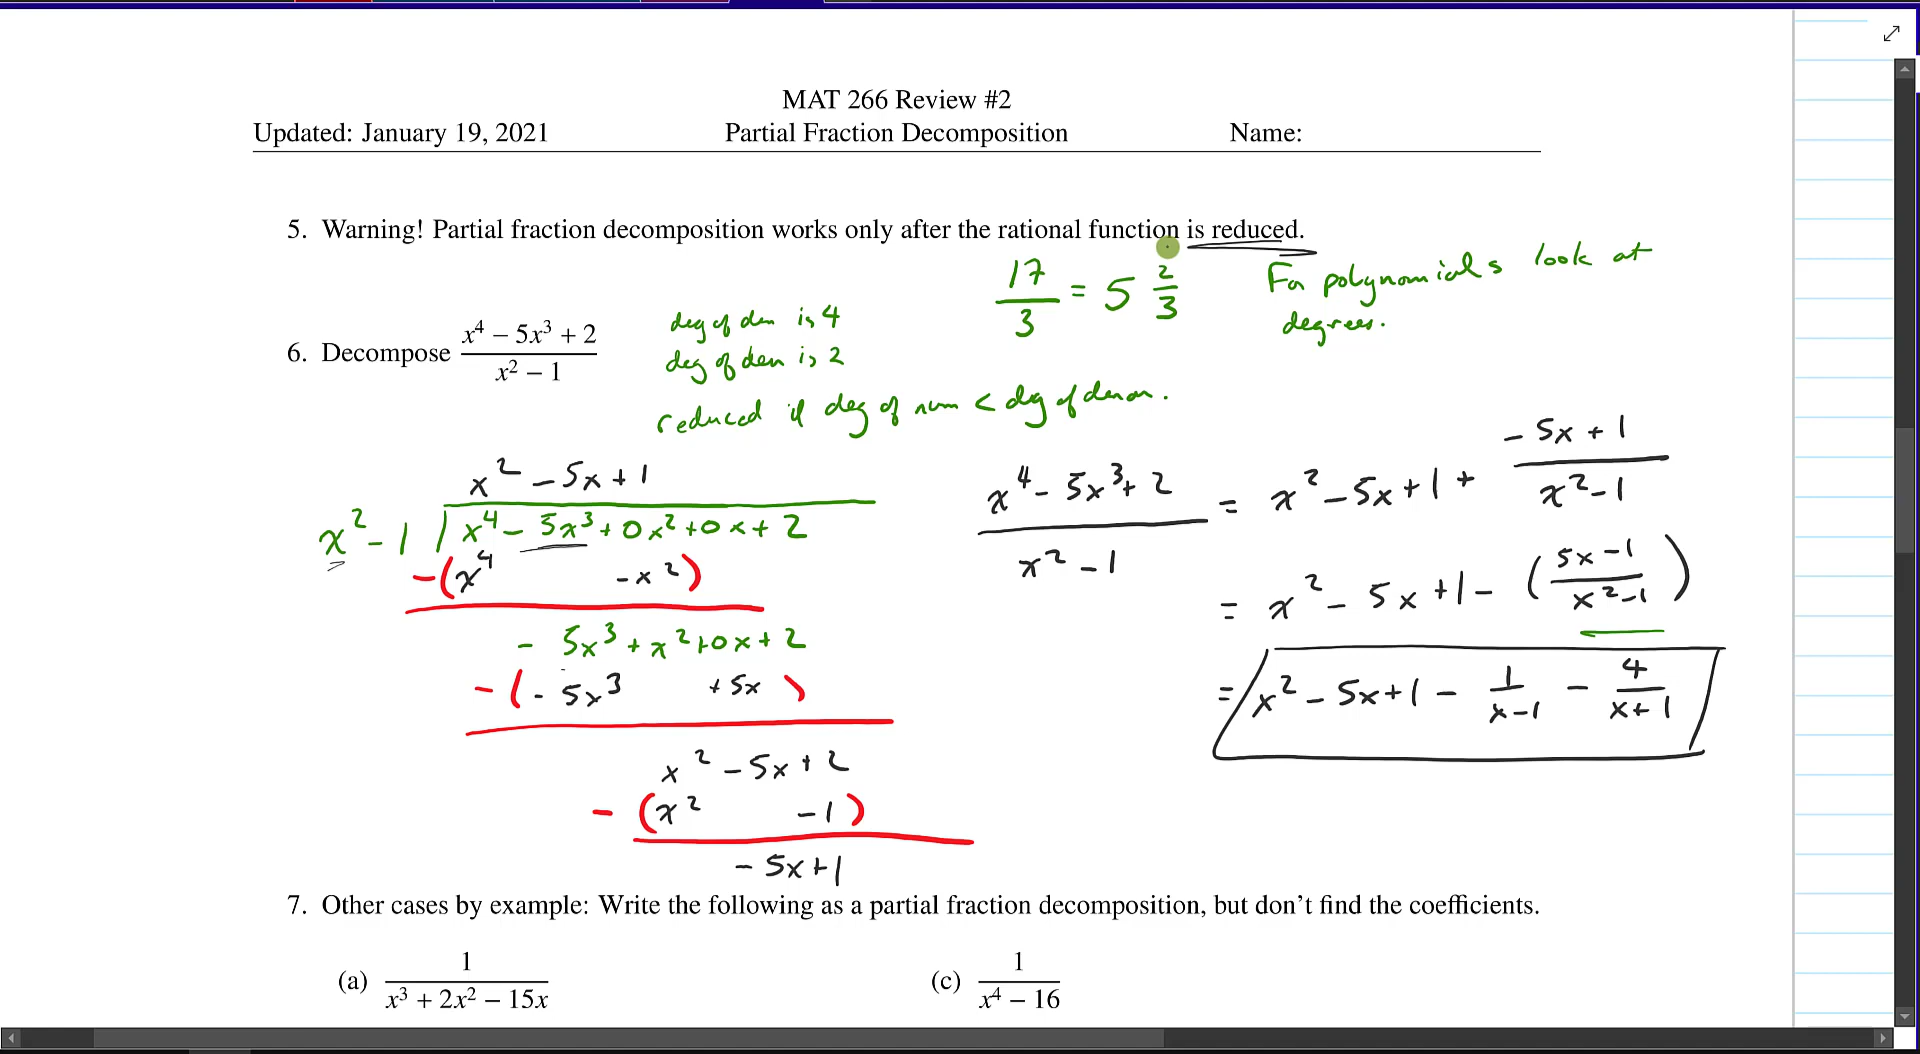 MAT 266 Review #2
Updated: January 19, 2021 Partial Fraction Decomposition Name:
5. Warning! Partial fraction decomposition works only after the rational function is reduced.
17/3 = 5 2/3
For polynomials look at
degrees.
6. Decompose (x⁴ − 5x³ + 2)/(x² − 1)
deg of den is 4
deg of den is 2
reduced if deg of num < deg of denom.
x² − 5x + 1
x² − 1 | x⁴ − 5x³ + 0x² + 0x + 2
−(x⁴ − x²)
− 5x³ + x² + 0x + 2
−(− 5x³ + 5x)
x² − 5x + 2
−(x² − 1)
− 5x + 1
(x⁴ − 5x³ + 2)/(x² − 1) = x² − 5x + 1 + (− 5x + 1)/(x² − 1)
= x² − 5x + 1 − ((5x − 1)/(x² − 1))
= x² − 5x + 1 − 1/(x − 1) − 4/(x + 1)
7. Other cases by example: Write the following as a partial fraction decomposition, but don’t find the coefficients.
(a) 1/(x³ + 2x² − 15x) (c) 1/(x⁴ − 16)